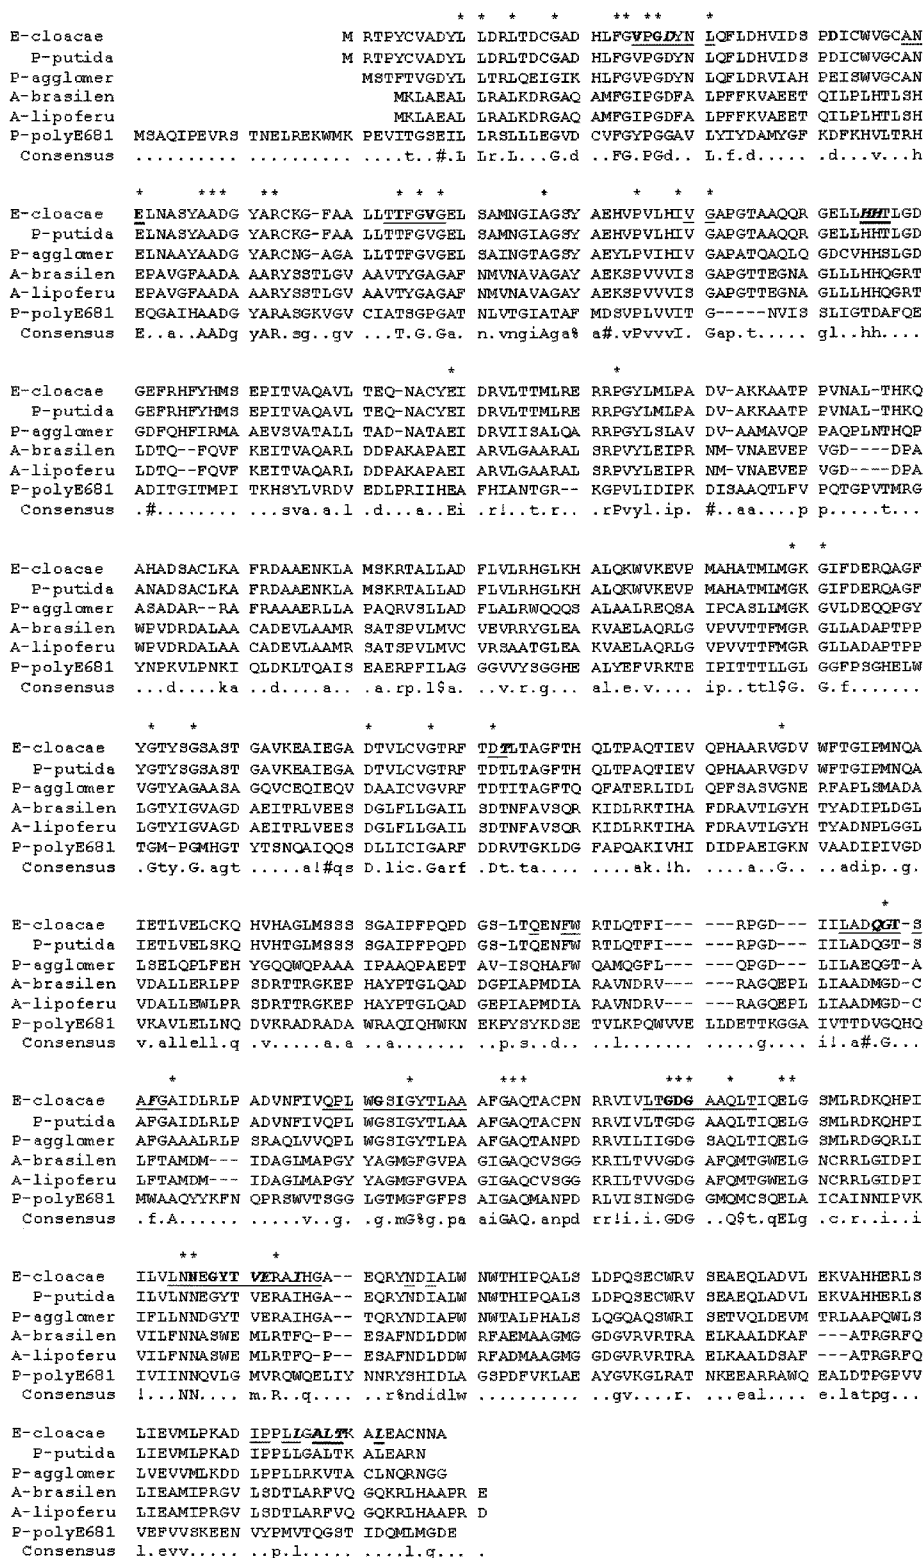 * * * * ** ** *
E-cloacae M RTPYCVADYL LDRLTDCGAD HLFGVPGDYN LQFLDHVIDS PDICWVGCAN
P-putida M RTPYCVADYL LDRLTDCGAD HLFGVPGDYN LQFLDHVIDS PDICWVGCAN
P-agglomer MSTFTVGDYL LTRLQEIGIK HLFGVPGDYN LQFLDRVIAH PEISWVGCAN
A-brasilen MKLAEAL LRALKDRGAQ AMFGIPGDFA LPFFKVAEET QILPLHTLSH
A-lipoferu MKLAEAL LRALKDRGAQ AMFGIPGDFA LPFFKVAEET QILPLHTLSH
P-polyE681 MSAQIPEVRS TNELREKWMK PEVITGSEIL LRSLLLEGVD CVFGYPGGAV LYIYDAMYGF KDFKHVLTRH
Consensus .......... .......... ....t..#.L Lr.L...G.d ..FG.PGd.. L.f.d..... .d...v...h
* *** ** * * * * * * *
E-cloacae ELNASYAADG YARCKG-FAA LLTTFGVGEL SAMNGIAGSY AEHVPVLHIV GAPGTAAQQR GELLHHTLGD
P-putida ELNASYAADG YARCKG-FAA LLTTFGVGEL SAMNGIAGSY AEHVPVLHIV GAPGTAAQQR GELLHHTLGD
P-agglomer ELNAAYAADG YARCNG-AGA LLTTFGVGEL SAINGTAGSY AEYLPVIHIV GAPATQAQLQ GDCVHHSLGD
A-brasilen EPAVGFAADA AARYSSTLGV AAVTYGAGAF NMVNAVAGAY AEKSPVVVIS GAPGTTEGNA GLLLHHQGRT
A-lipoferu EPAVGFAADA AARYSSTLGV AAVTYGAGAF NMVNAVAGAY AEKSPVVVIS GAPGTTEGNA GLLLHHQGRT
P-polyE681 EQGAIHAADG YARASGKVGV CIATSGPGAT NLVTGIATAF MDSVPLVVIT G-----NVIS SLIGTDAFQE
Consensus E..a..AADg yAR.sg..gv ...T.G.Ga. n.vngiAga% a#.vPvvvI. Gap.t..... gl..hh....
* *
E-cloacae GEFRHFYHMS EPITVAQAVL TEQ-NACYEI DRVLTTMLRE RRPGYLMLPA DV-AKKAATP PVNAL-THKQ
P-putida GEFRHFYHMS EPITVAQAVL TEQ-NACYEI DRVLTTMLRE RRPGYLMLPA DV-AKKAATP PVNAL-THKQ
P-agglomer GDFQHFIRMA AEVSVATALL TAD-NATAEI DRVIISALQA RRPGYLSLAV DV-AAMAVQP PAQPLNTHQP
A-brasilen LDTQ--FQVF KEITVAQARL DDPAKAPAEI ARVLGAARAL SRPVYLEIPR NM-VNAEVEP VGD----DPA
A-lipoferu LDTQ--FQVF KEITVAQARL DDPAKAPAEI ARVLGAARAL SRPVYLEIPR NM-VNAEVEP VGD----DPA
P-polyE681 ADITGITMPI TKHSYLVRDV EDLPRIIHEA FHIANTGR-- KGPVLIDIPK DISAAQTLFV PQTGPVTMRG
Consensus .#........ ...sva.a.l .d...a..Ei .r!..t.r.. .rPvyl.ip. #..aa...p p.....t...
* *
E-cloacae AHADSACLKA FRDAAENKLA MSKRTALLAD FLVLRHGLKH ALQKWVKEVP MAHATMLMGK GIFDERQAGF
P-putida ANADSACLKA FRDAAENKLA MSKRTALLAD FLVLRHGLKH ALQKWVKEVP MAHATMLMGK GIFDERQAGF
P-agglomer ASADAR--RA FRAAAERLLA PAQRVSLLAD FLALRWQQQS ALAALREQSA IPCASLLMGK GVLDEQQPGY
A-brasilen WPVDRDALAA CADEVLAAMR SATSPVLMVC VEVRRYGLEA KVAELAQRLG VPVVTTFMGR GLLADAPTPP
A-lipoferu WPVDRDALAA CADEVLAAMR SATSPVLMVC VRSAATGLEA KVAELAQRLG VPVVTTFMGR GLLADAPTPP
P-polyE681 YNPKVLPNKI QLDKLTQAIS EAERPFILAG GGVVYSGGHE ALYEFVRKTE IPITTTLLGL GGFPSGHELW
Consensus ...d....ka ..d....a.. .a.rp.l$a. ..v.r.g... al.e.v.... ip..ttl$G. G.f.......
* * * * * *
E-cloacae YGTYSGSAST GAVKEAIEGA DTVLCVGTRF TDTLTAGFTH QLTPAQTIEV QPHAARVGDV WFTGIPMNQA
P-putida YGTYSGSAST GAVKEAIEGA DTVLCVGTRF TDTLTAGFTH QLTPAQTIEV QPHAARVGDV WFTGIPMNQA
P-agglomer VGTYAGAASA GQVCEQIEQV DAAICVGVRF TDTITAGFTQ QFATERLIDL QPFSASVGNE RFAPLSMADA
A-brasilen LGTYIGVAGD AEITRLVEES DGLFLLGAIL SDTNFAVSQR KIDLRKTIHA FDRAVTLGYH TYADIPLDGL
A-lipoferu LGTYIGVAGD AEITRLVEES DGLFLLGAIL SDTNFAVSQR KIDLRKTIHA FDRAVTLGYH TYADNPLGGL
P-polyE681 TGM-PGMHGT YTSNQAIQQS DLLICIGARF DDRVTGKLDG FAPQAKIVHI DIDPAEIGKN VAADIPIVGD
Consensus .Gty.G.agt .....a!#qs D.lic.Garf .Dt.ta.... ....ak.!h. ....a..G.. ..adip..g.
*
E-cloacae IETLVELCKQ HVHAGLMSSS SGAIPFPQPD GS-LTQENFW RTLQTFI--- --RPGD--- IILADQGT-S
P-putida IETLVELSKQ HVHTGLMSSS SGAIPFPQPD GS-LTQENFW RTLQTFI--- --RPGD--- IILADQGT-S
P-agglomer LSELQPLFEH YGQQWQPAAA IPAAQPAEPT AV-ISQHAFW QAMQGFL--- --QPGD--- LILAEQGT-A
A-brasilen VDALLERLPP SDRTTRGKEP HAYPTGLQAD DGPIAPMDIA RAVNDRV--- --RAGQEPL LIAADMGD-C
A-lipoferu VDALLEWLPR SDRTTRGKEP HAYPTGLQAD GEPIAPMDIA RAVNDRV--- --RAGQEPL LIAADMGD-C
P-polyE681 VKAVLELLNQ DVKRADRADA WRAQIQHWKN EKPYSYKDSE TVLKPQWVVE LLDETTKGGA IVTTDVGQHQ
Consensus v.allell.q .v.....a.a ..a....... ..p.s..d.. ..l....... ......g... i!.a#.G...
* * *** *** * **
E-cloacae AFGAIDLRLP ADVNFIVQPL WGSIGYTLAA AFGAQTACPN RRVIVLTGDG AAQLTIQELG SMLRDKQHPI
P-putida AFGAIDLRLP ADVNFIVQPL WGSIGYTLAA AFGAQTACPN RRVIVLTGDG AAQLTIQELG SMLRDKQHPI
P-agglomer AFGAAALRLP SRAQLVVQPL WGSIGYTLPA AFGAQTANPD RRVILIIGDG SAQLTIQELG SMLRDGQRLI
A-brasilen LFTAMDM--- IDAGLMAPGY YAGMGFGVPA GIGAQCVSGG KRILTVVGDG AFQMTGWELG NCRRLGIDPI
A-lipoferu LFTAMDM--- IDAGLMAPGY YAGMGFGVPA GIGAQCVSGG KRILTVVGDG AFQMTGWELG NCRRLGIDPI
P-polyE681 MWAAQYYKFN QPRSWVTSGG LGTMGFGFPS AIGAQMANPD RLVISINGDG GMQMCSQELA ICAINNIPVK
Consensus .f.A...... .....v..g. .g.mG%g.pa aiGAQ.anpd rr!i.i.GDG ..Q$t.qELg .c.r...i.i
** *
E-cloacae ILVLNNEGYT VERAIHGA-- EQRYNDIALW NWTHIPQALS LDPQSECWRV SEAEQLADVL EKVAHHERLS
P-putida ILVLNNEGYT VERAIHGA-- EQRYNDIALW NWTHIPQALS LDPQSECWRV SEAEQLADVL EKVAHHERLS
P-agglomer IFLLNNDGYT VERAIHGA-- TQRYNDIAPW NWTALPHALS LQGQAQSWRI SETVQLDEVM TRLAAPQWLS
A-brasilen VILFNNASWE MLRTFQ-P-- ESAFNDLDDW RFAEMAAGMG GDGVRVRTRA ELKAALDKAF ---ATRGRFQ
A-lipoferu VILFNNASWE MLRTFQ-P-- ESAFNDLDDW RFADMAAGMG GDGVRVRTRA ELKAALDSAF ---ATRGRFQ
P-polyE681 IVIINNQVLG MVRQWQELIY NNRYSHIDLA GSPDFVKLAE AYGVKGLRAT NKEEARRAWQ EALDTPGPVV
Consensus !...NN.... m.R..q.... ..r%ndidlw .......... ..gv....r. ....eal... e.latpg...
E-cloacae LIEVMLPKAD IPPLLGALTK ALEACNNA
P-putida LIEVMLPKAD IPPLLGALTK ALEARN
P-agglomer LVEVVMLKDD LPPLLRKVTA CLNQRNGG
A-brasilen LIEAMIPRGV LSDTLARFVQ GQKRLHAAPR E
A-lipoferu LIEAMIPRGV LSDTLARFVQ GQKRLHAAPR D
P-polyE681 VEFVVSKEEN VYPMVTQGST IDQMLMGDE
Consensus l.evv..... ..p.l..... ....l.g... .